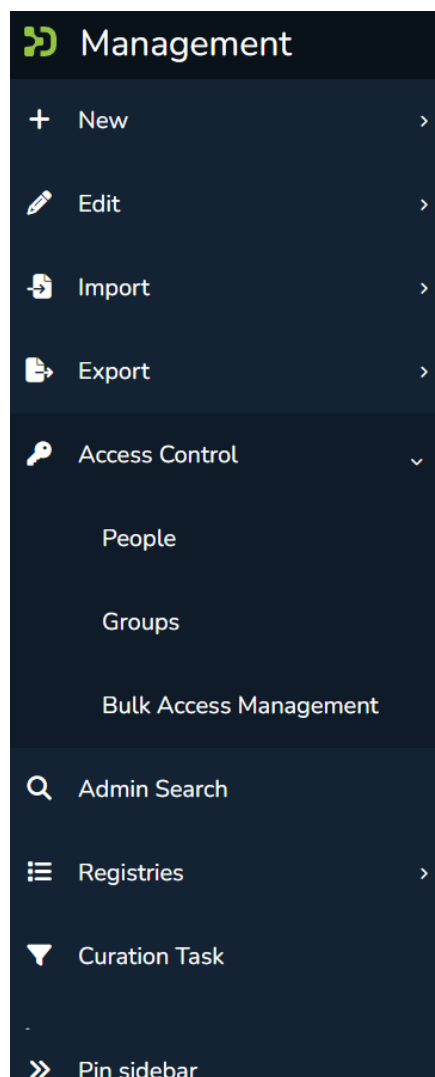 Management
New
Edit
Import
Export
Access Control
People
Groups
Bulk Access Management
Admin Search
Registries
Curation Task
Pin sidebar